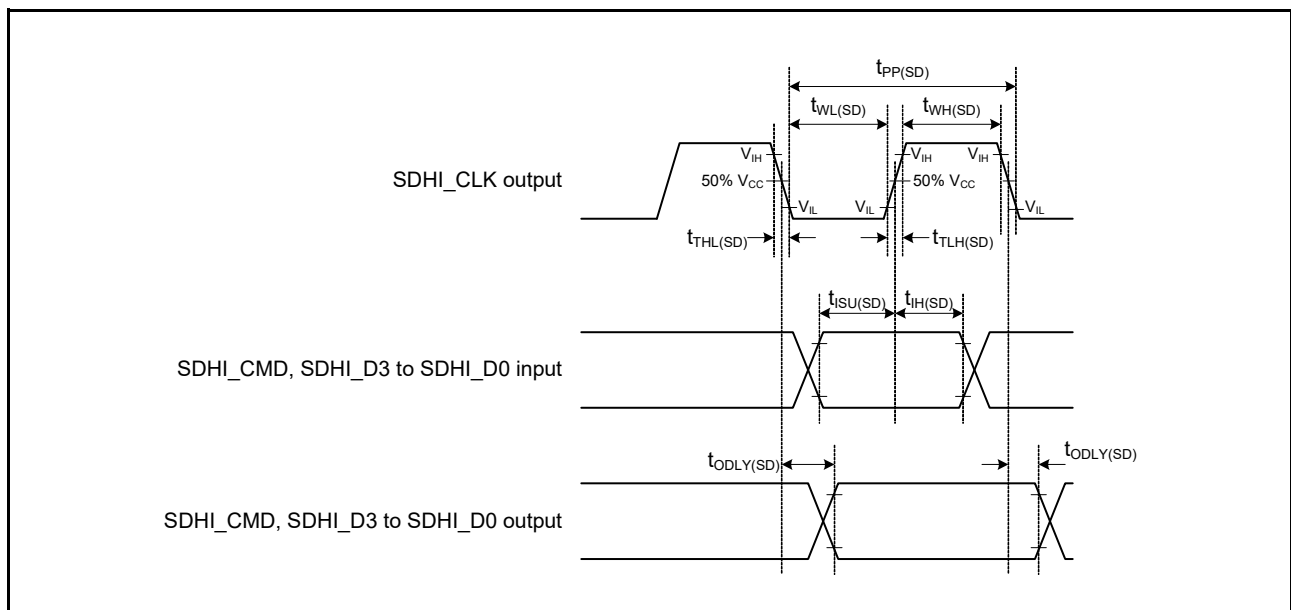 tPP(SD)
tWL(SD) tWH(SD)
SDHI_CLK output
VIH VIH VIH
50% VCC 50% VCC
VIL VIL VIL
tTHL(SD) tTLH(SD)
tISU(SD) tIH(SD)
SDHI_CMD, SDHI_D3 to SDHI_D0 input
tODLY(SD) tODLY(SD)
SDHI_CMD, SDHI_D3 to SDHI_D0 output